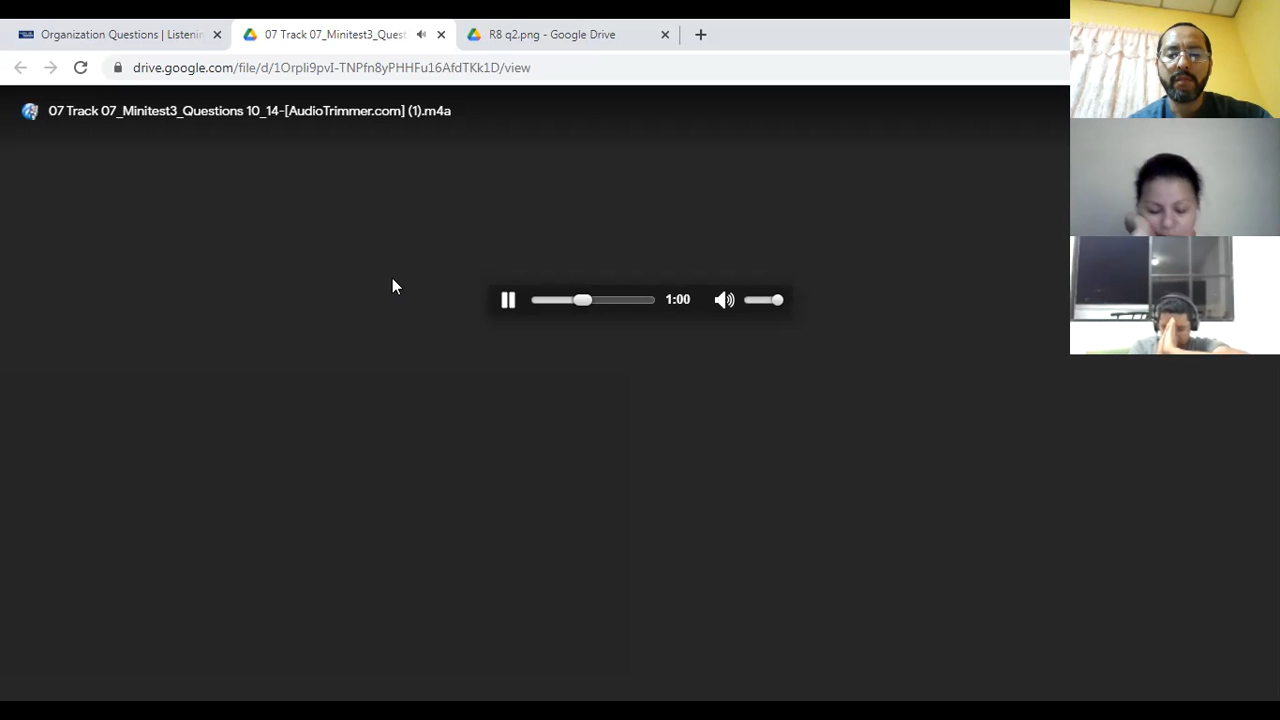 Organization Questions | Listenin
07 Track 07_Minitest3_Quest
R8 q2.png - Google Drive
drive.google.com/file/d/1Orpli9pvI-TNPfn8yPHHFu16AfdTKk1D/view
07 Track 07_Minitest3_Questions 10_14-[AudioTrimmer.com] (1).m4a
1:00